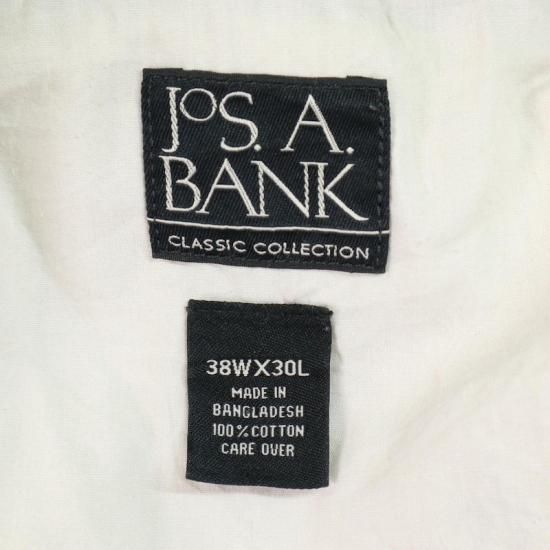 JOS. A.
BANK
CLASSIC COLLECTION
38WX30L
MADE IN
BANGLADESH
100% COTTON
CARE OVER